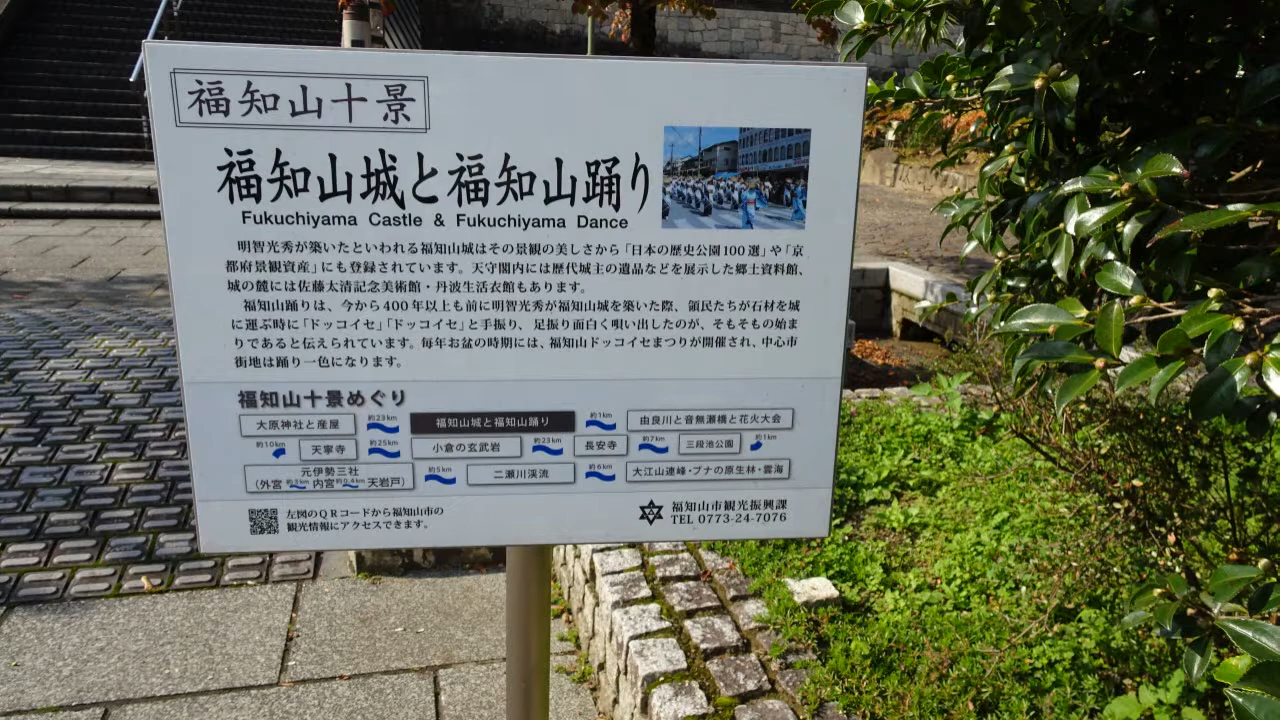 福知山十景
福知山城と福知山踊り
Fukuchiyama Castle & Fukuchiyama Dance
明智光秀が築いたといわれる福知山城はその景観の美しさから「日本の歴史公園100選」や「京
都府景観資産」にも登録されています。天守閣内には歴代城主の遺品などを展示した郷土資料館、
城の麓には佐藤太清記念美術館・丹波生活衣館もあります。
福知山踊りは、今から400年以上も前に明智光秀が福知山城を築いた際、領民たちが石材を城
に運ぶ時に「ドッコイセ」「ドッコイセ」と手振り、足振り面白く唄い出したのが、そもそもの始ま
りであると伝えられています。毎年お盆の時期には、福知山ドッコイセまつりが開催され、中心市
街地は踊り一色になります。
福知山十景めぐり
大原神社と産屋 約23km 福知山城と福知山踊り 約1km 由良川と音無瀬橋と花火大会
約10km 天寧寺 約25km 小倉の玄武岩 約23km 長安寺 約7km 三段池公園 約1km
元伊勢三社
(外宮 約3km 内宮 約0.4km 天岩戸) 約5km 二瀬川渓流 約6km 大江山連峰・ブナの原生林・雲海
左図のQRコードから福知山市の
観光情報にアクセスできます。
福知山市観光振興課
TEL 0773-24-7076